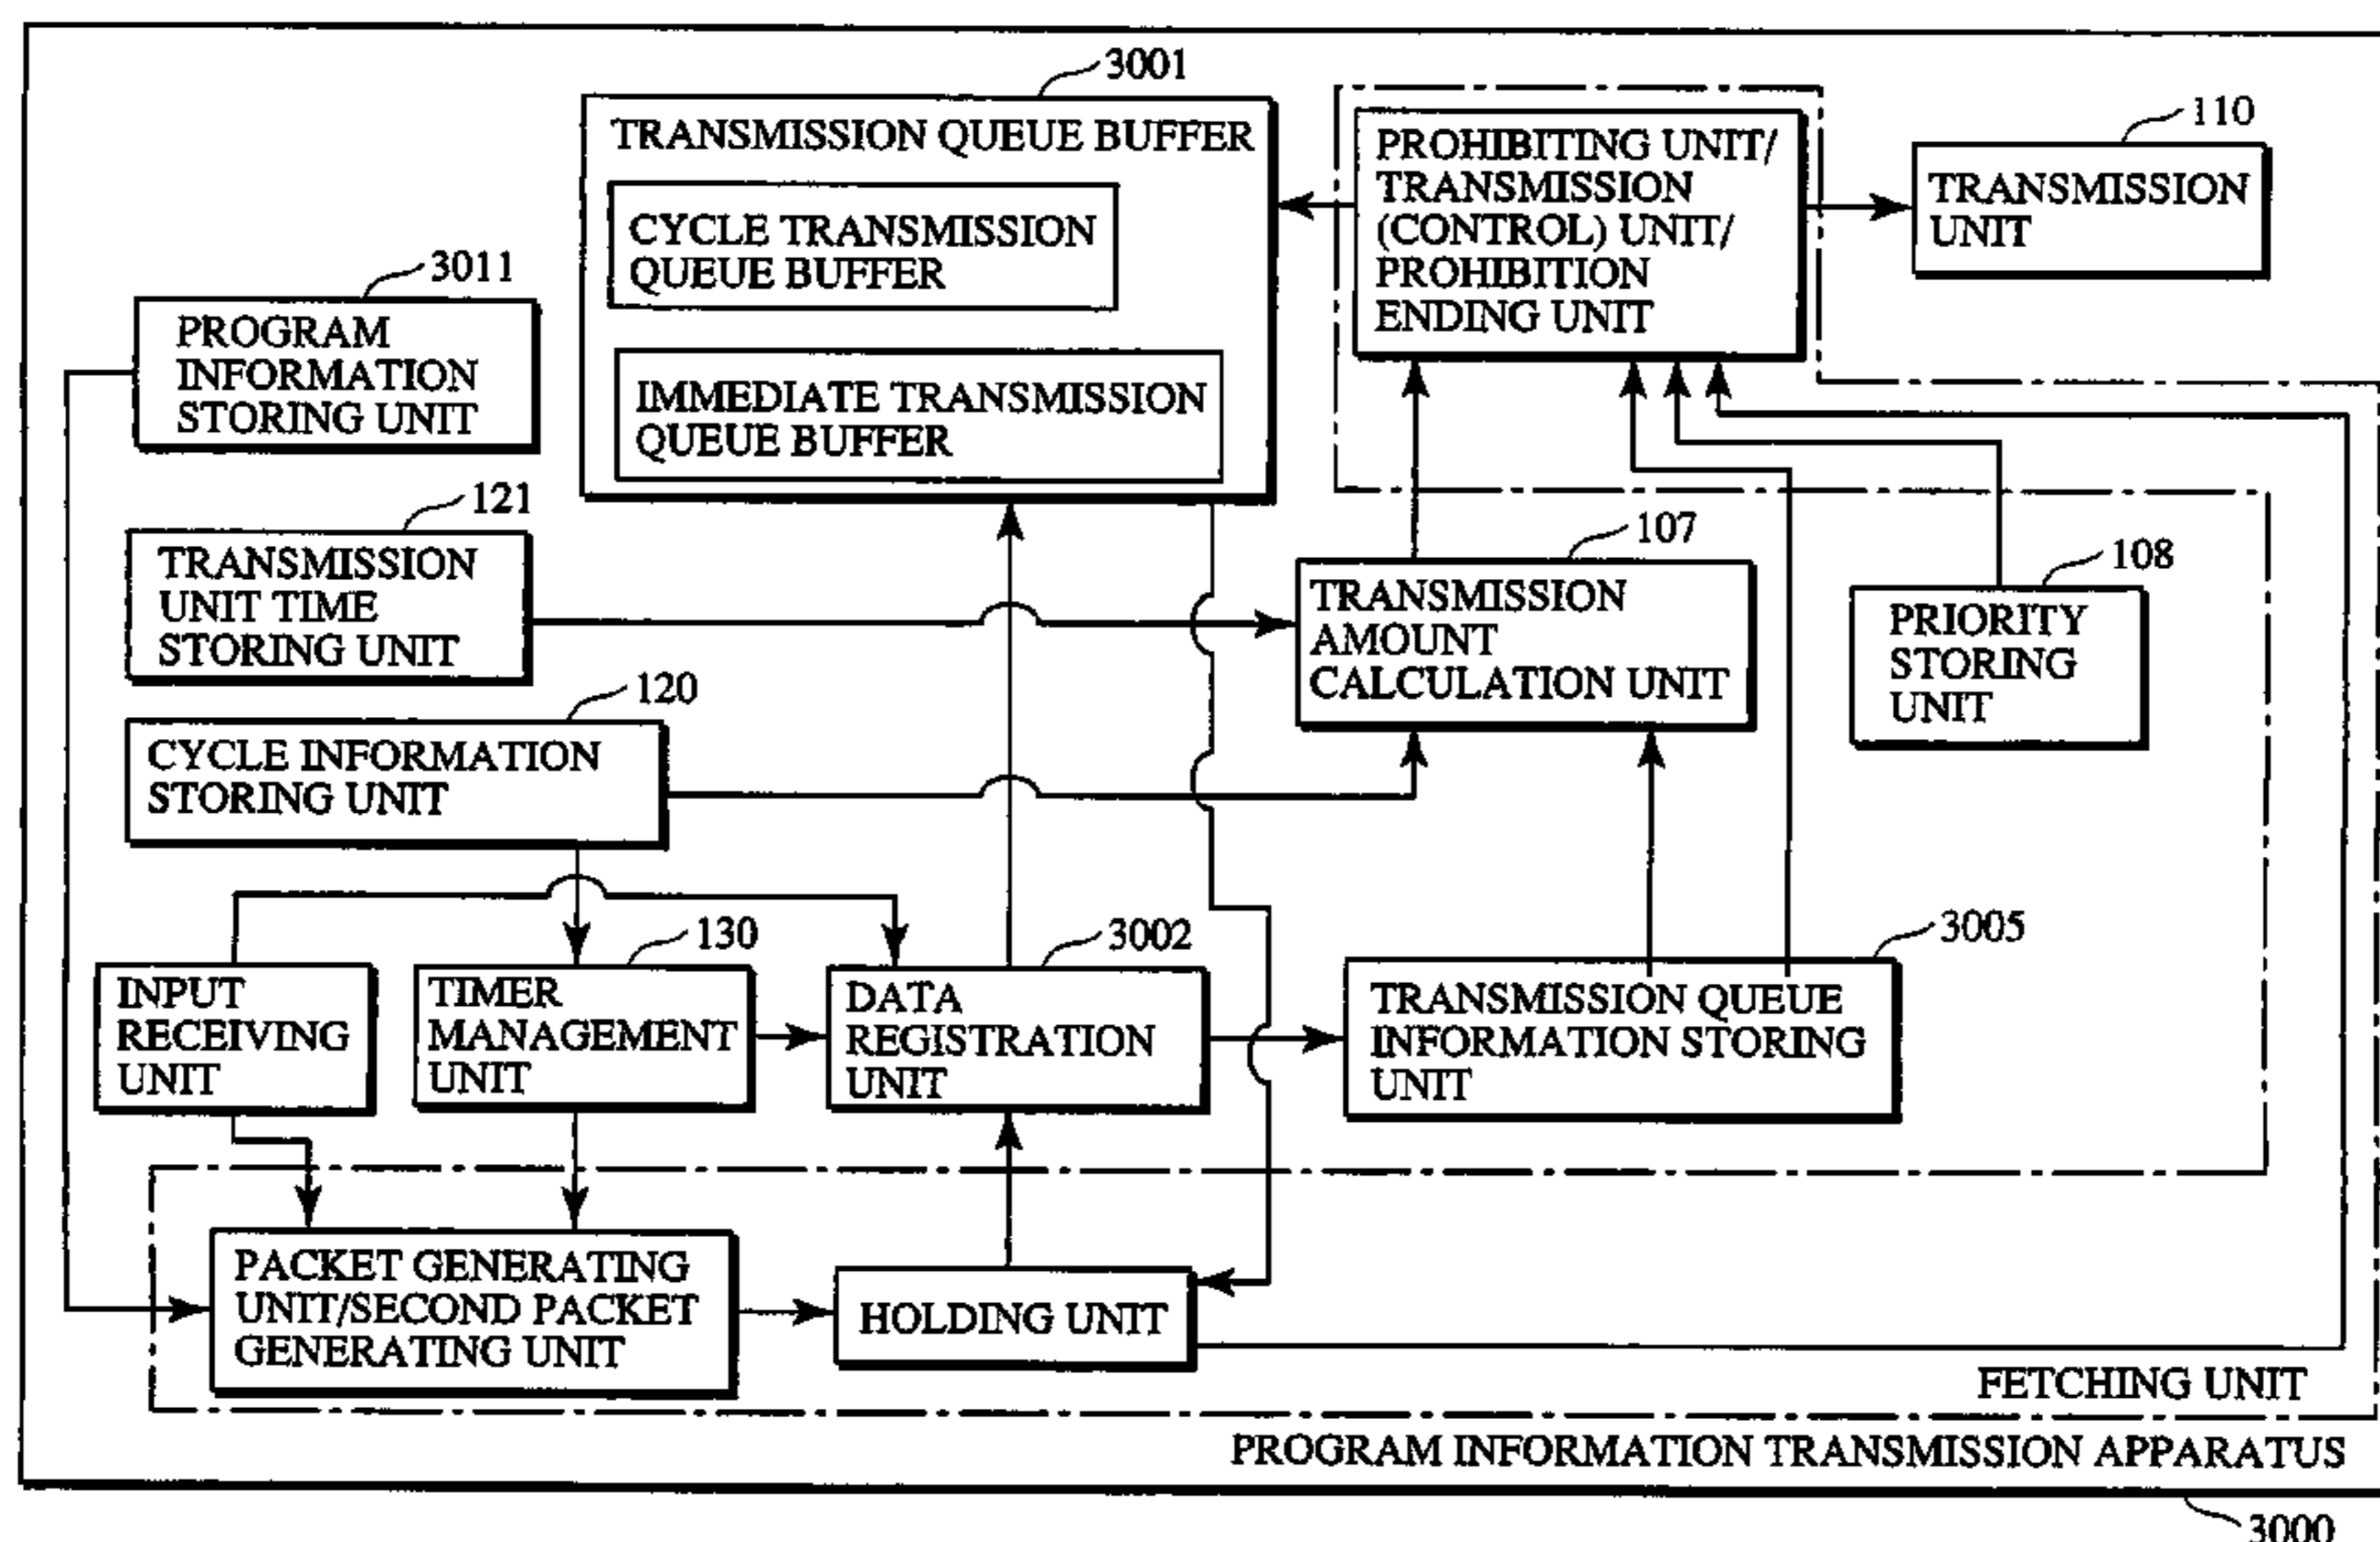 3001
TRANSMISSION QUEUE BUFFER
CYCLE TRANSMISSION
QUEUE BUFFER
IMMEDIATE TRANSMISSION
QUEUE BUFFER
PROHIBITING UNIT/
TRANSMISSION
(CONTROL) UNIT/
PROHIBITION
ENDING UNIT
110
TRANSMISSION
UNIT
3011
PROGRAM
INFORMATION
STORING UNIT
121
TRANSMISSION
UNIT TIME
STORING UNIT
107
TRANSMISSION
AMOUNT
CALCULATION UNIT
108
PRIORITY
STORING
UNIT
120
CYCLE INFORMATION
STORING UNIT
INPUT
RECEIVING
UNIT
130
TIMER
MANAGEMENT
UNIT
3002
DATA
REGISTRATION
UNIT
3005
TRANSMISSION QUEUE
INFORMATION STORING
UNIT
PACKET GENERATING
UNIT/SECOND PACKET
GENERATING UNIT
HOLDING UNIT
FETCHING UNIT
PROGRAM INFORMATION TRANSMISSION APPARATUS
3000